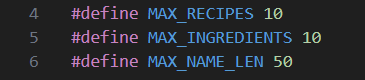 4 #define MAX_RECIPES 10
5 #define MAX_INGREDIENTS 10
6 #define MAX_NAME_LEN 50